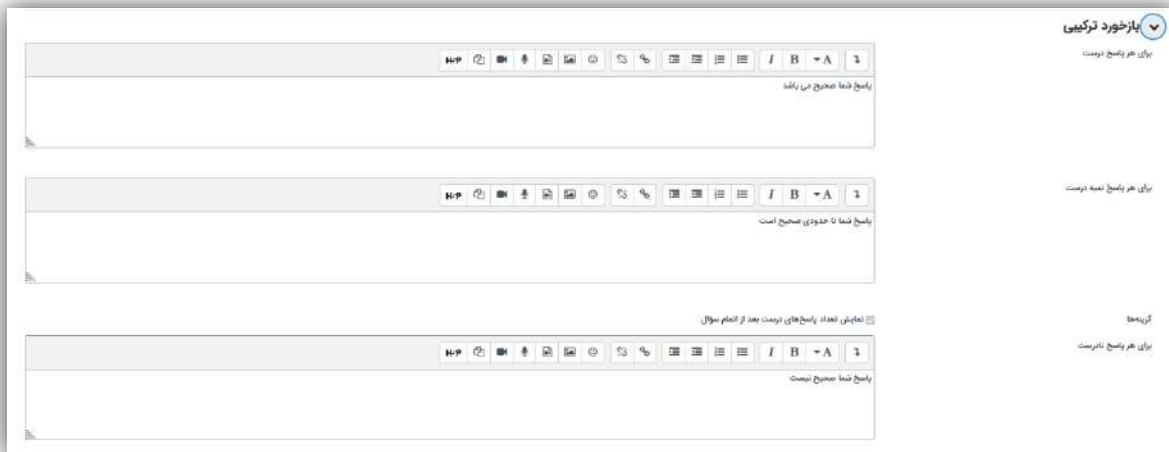 بازخورد ترکیبی
برای هر پاسخ درست
پاسخ شما صحیح می باشد
برای هر پاسخ نیمه درست
پاسخ شما تا حدودی صحیح است
گزینه‌ها
نمایش تعداد پاسخ‌های درست بعد از اتمام سؤال
برای هر پاسخ نادرست
پاسخ شما صحیح نیست